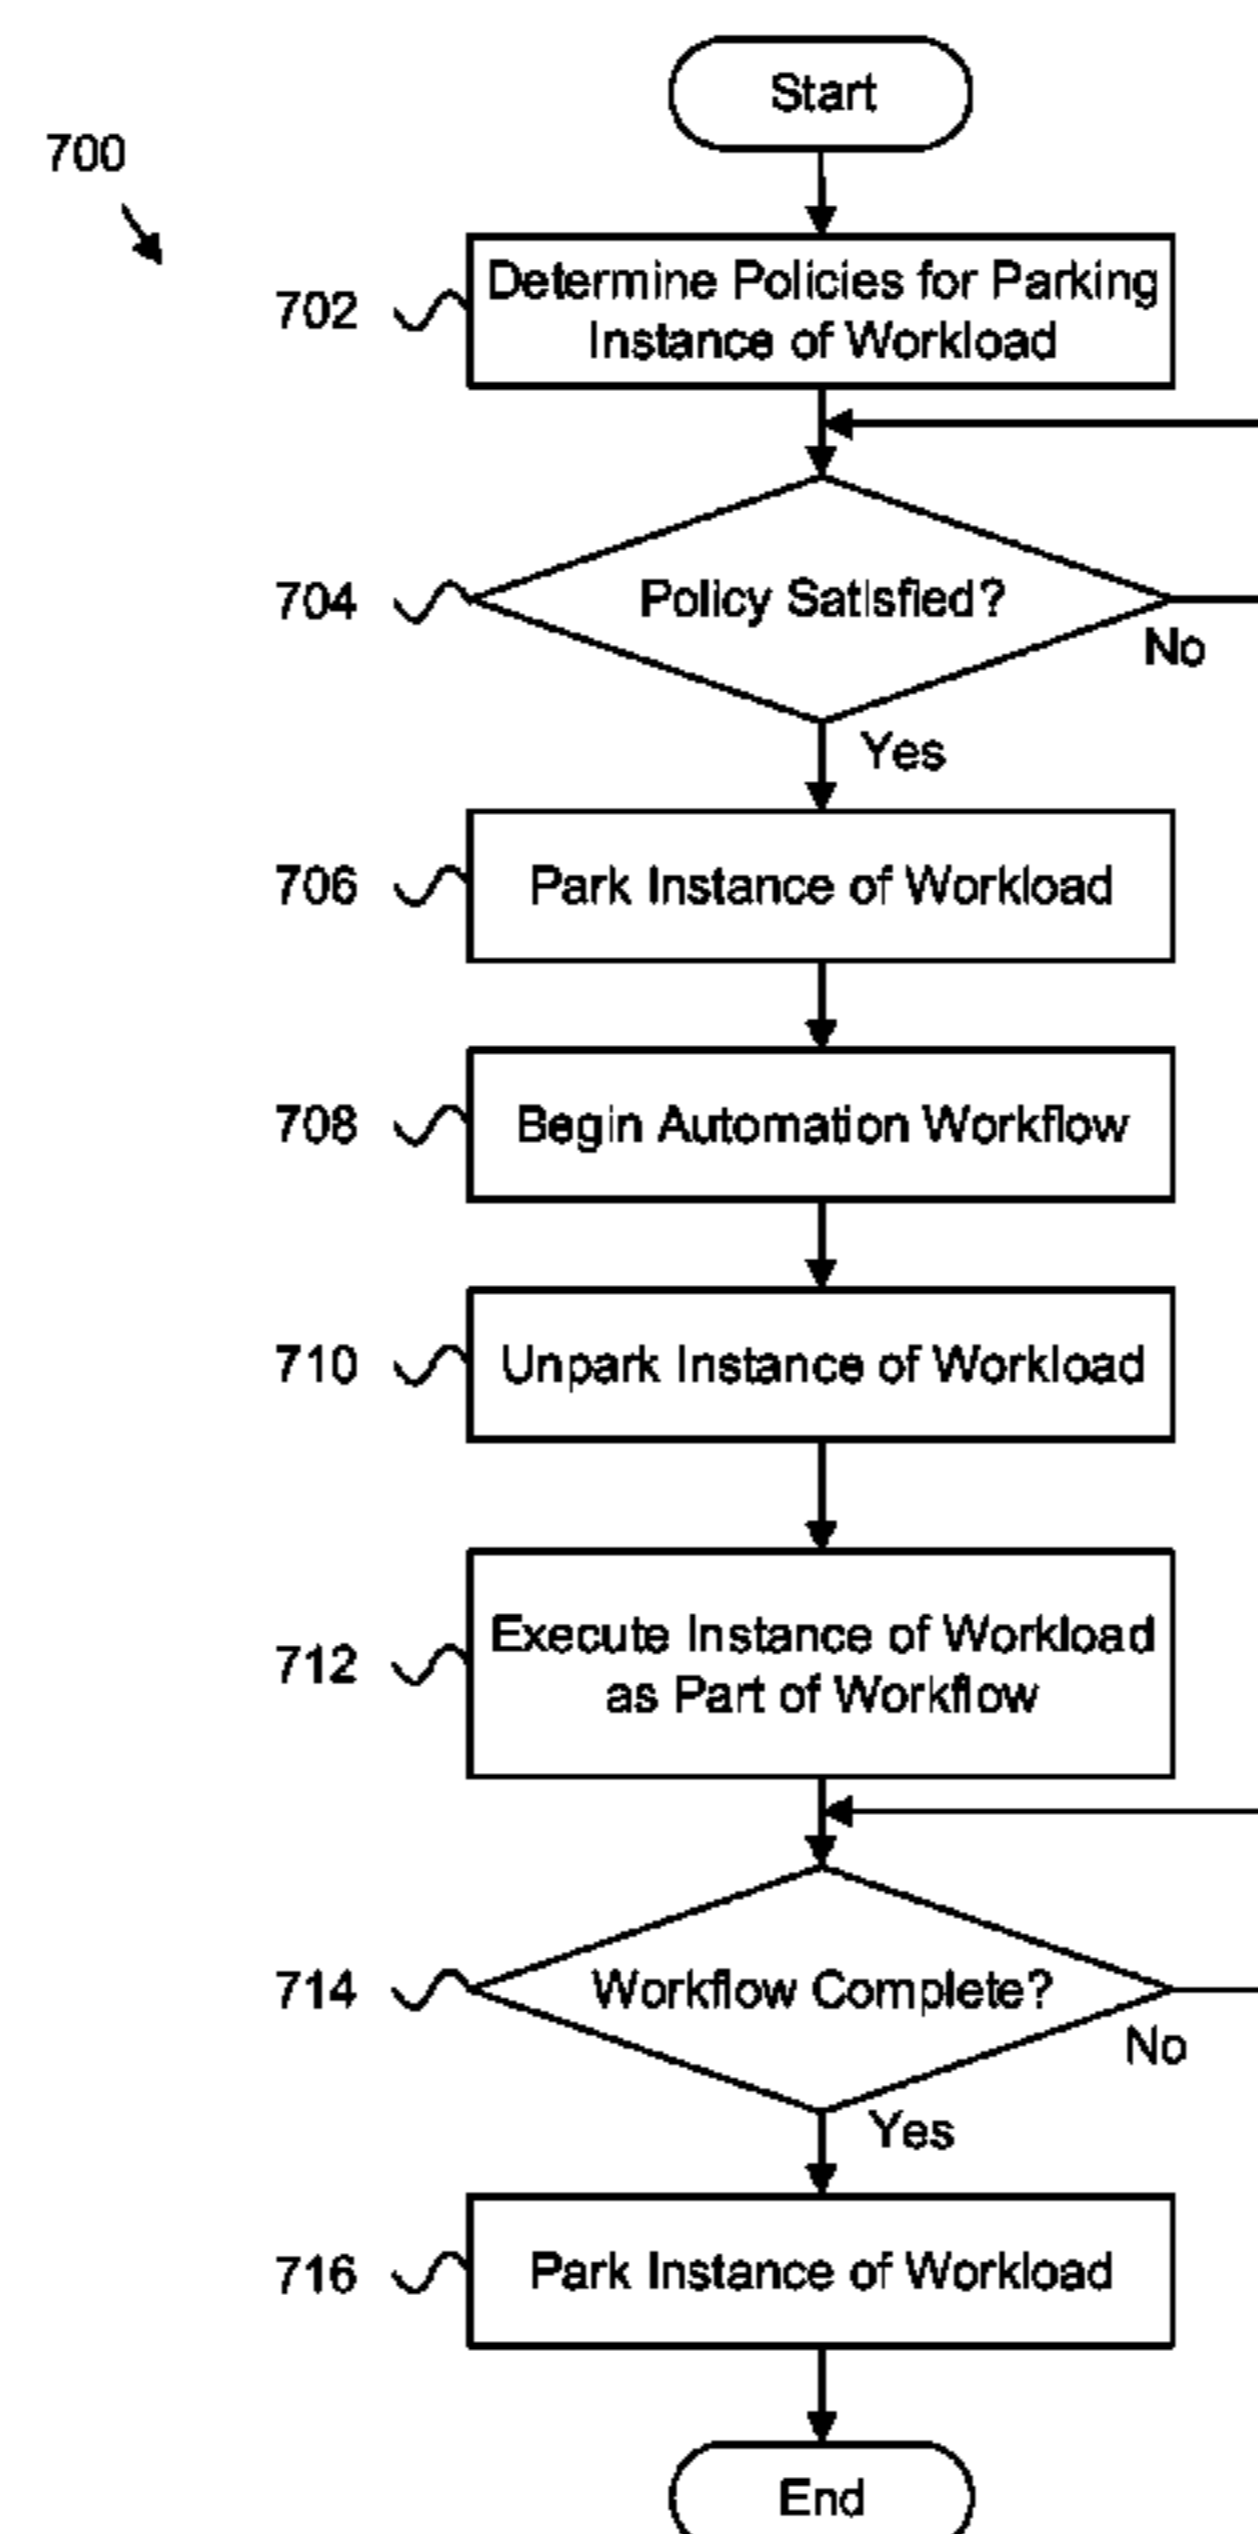 Start
700
702
Determine Policies for Parking
Instance of Workload
704
Policy Satisfied?
No
Yes
706
Park Instance of Workload
708
Begin Automation Workflow
710
Unpark Instance of Workload
712
Execute Instance of Workload
as Part of Workflow
714
Workflow Complete?
No
Yes
716
Park Instance of Workload
End